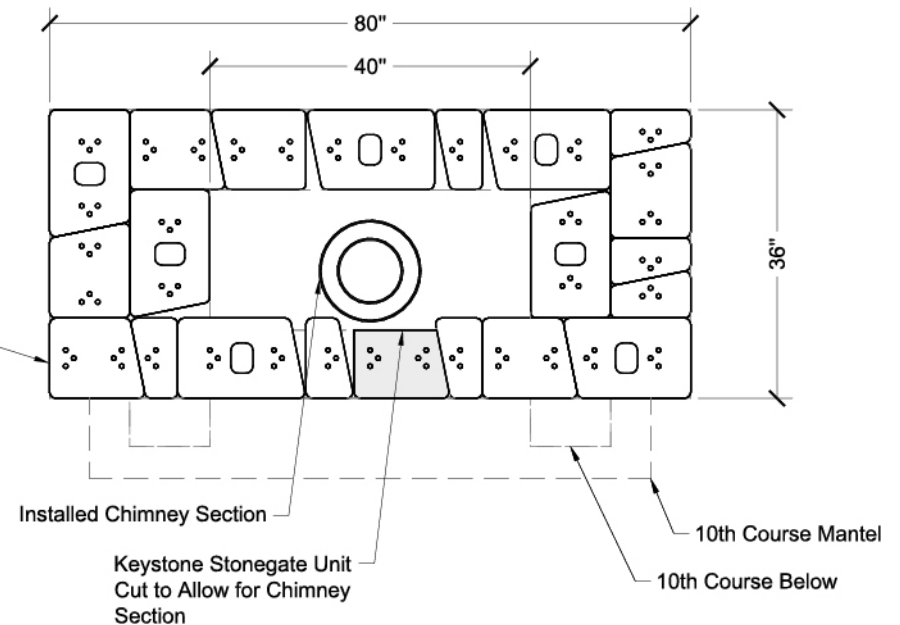 80"
40"
36"
Installed Chimney Section
Keystone Stonegate Unit
Cut to Allow for Chimney
Section
10th Course Mantel
10th Course Below